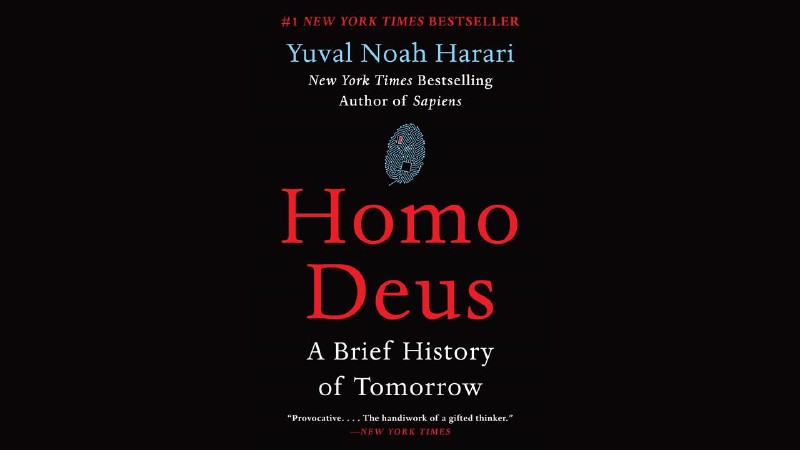 #1 NEW YORK TIMES BESTSELLER
Yuval Noah Harari
New York Times Bestselling
Author of Sapiens
Homo
Deus
A Brief History
of Tomorrow
“Provocative. . . . The handiwork of a gifted thinker.”
—NEW YORK TIMES